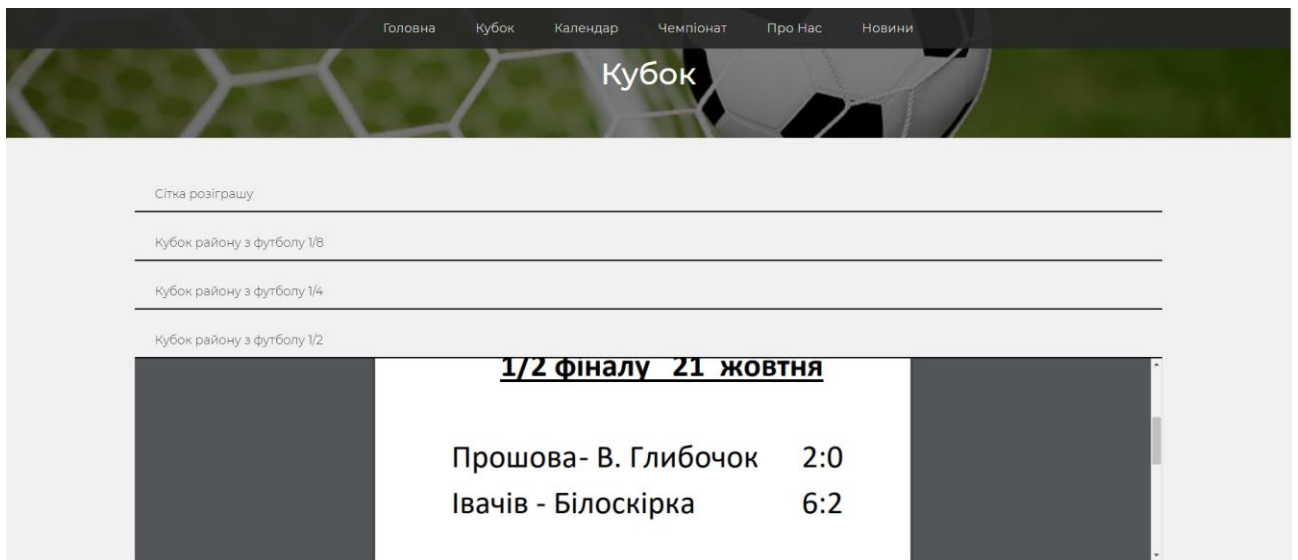 Головна Кубок Календар Чемпіонат Про Нас Новини
Кубок
Сітка розіграшу
Кубок району з футболу 1/8
Кубок району з футболу 1/4
Кубок району з футболу 1/2
1/2 фіналу 21 жовтня
Прошова- В. Глибочок 2:0
Івачів - Білоскірка 6:2